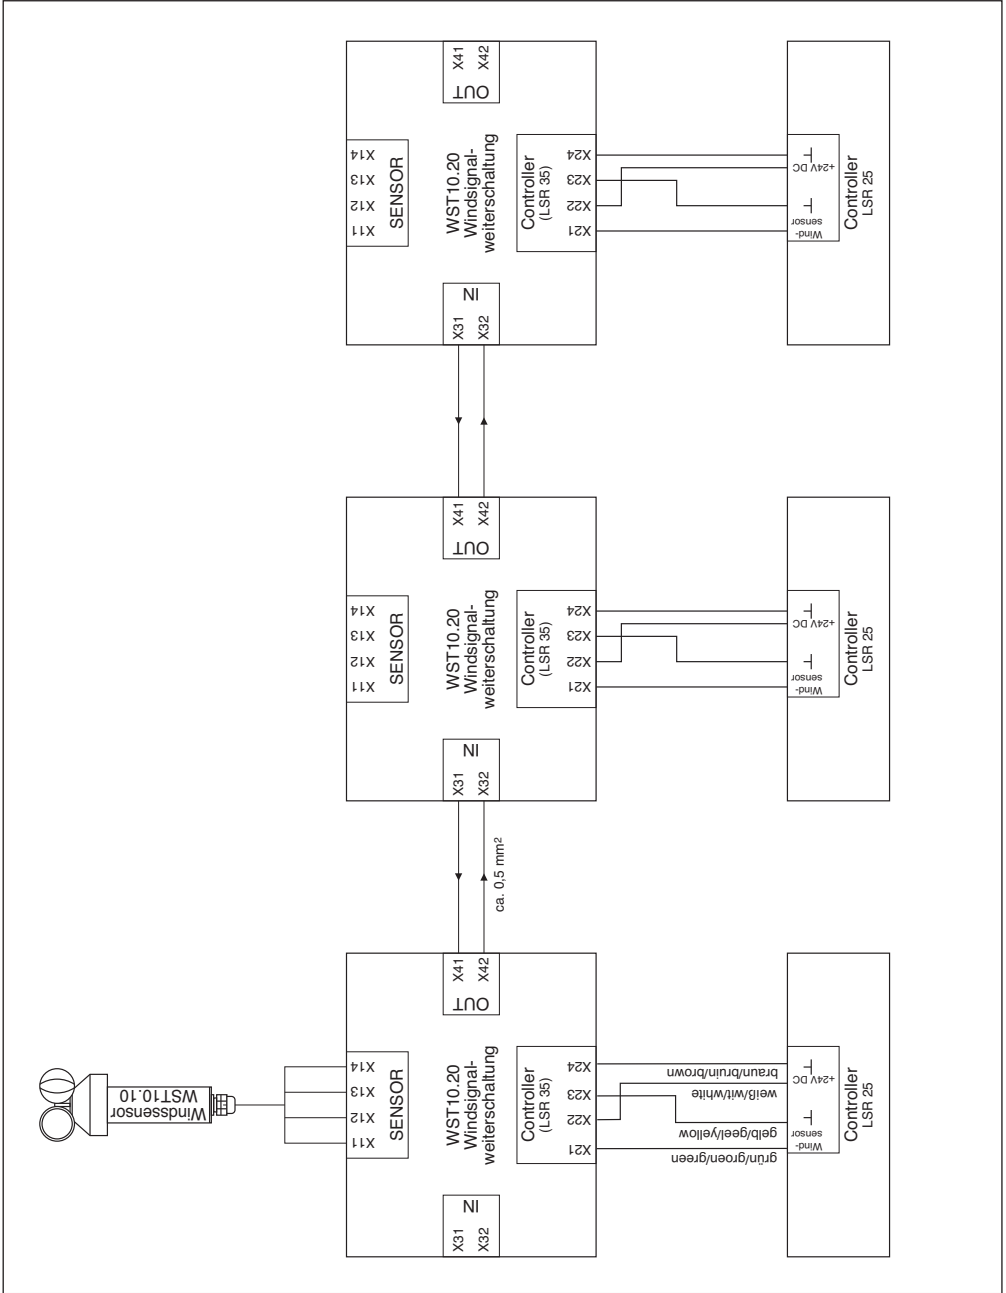 X41
X42
OUT
X14
X13
X12
X11
SENSOR
WST10.20
Windsignal-
weiterschaltung
Controller
(LSR 35)
X24
X23
X22
X21
IN
X31
X32
⊥
+24V DC
⊥
Wind-
sensor
Controller
LSR 25
X41
X42
OUT
X14
X13
X12
X11
SENSOR
WST10.20
Windsignal-
weiterschaltung
Controller
(LSR 35)
X24
X23
X22
X21
IN
X31
X32
⊥
+24V DC
⊥
Wind-
sensor
Controller
LSR 25
ca. 0,5 mm²
X41
X42
OUT
Windssensor
WST10.10
X14
X13
X12
X11
SENSOR
WST10.20
Windsignal-
weiterschaltung
Controller
(LSR 35)
X24
X23
X22
X21
IN
X31
X32
braun/bruin/brown
weiß/wit/white
gelb/geel/yellow
grün/groen/green
⊥
+24V DC
⊥
Wind-
sensor
Controller
LSR 25